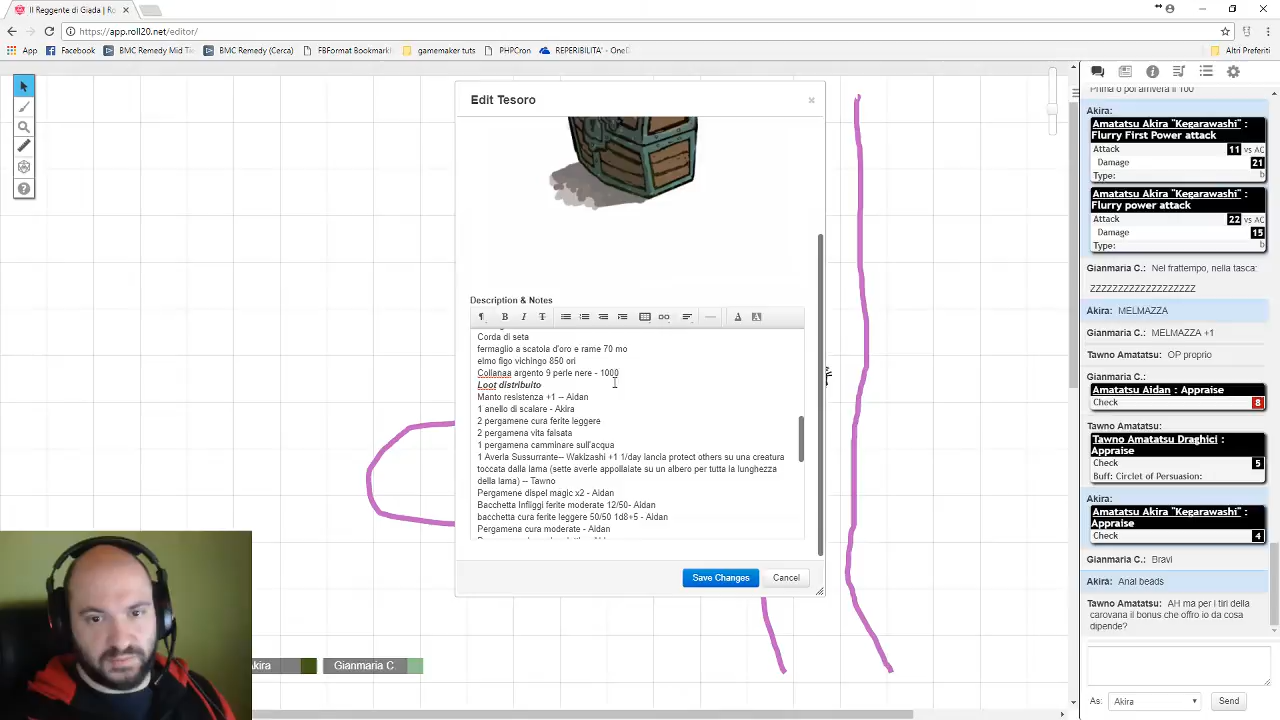 Il Reggente di Giada | Ro
https://app.roll20.net/editor/
App
Facebook
BMC Remedy Mid Tie
BMC Remedy (Cerca)
FBFormat Bookmarkl
gamemaker tuts
PHPCron
REPERIBILITA' - OneD
Altri Preferiti
Edit Tesoro
Description & Notes
Corda di seta
fermaglio a scatola d'oro e rame 70 mo
elmo figo vichingo 850 ori
Collanaa argento 9 perle nere - 1000
Loot distribuito
Manto resistenza +1 -- Aidan
1 anello di scalare - Akira
2 pergamene cura ferite leggere
2 pergamena vita falsata
1 pergamena camminare sull'acqua
1 Averla Sussurrante-- Wakizashi +1 1/day lancia protect others su una creatura
toccata dalla lama (sette averle appollaiate su un albero per tutta la lunghezza
della lama) -- Tawno
Pergamene dispel magic x2 - Aidan
Bacchetta Infliggi ferite moderate 12/50- Aidan
bacchetta cura ferite leggere 50/50 1d8+5 - Aidan
Pergamena cura moderate - Aidan
Save Changes
Cancel
kira
Gianmaria C
Prima o poi arriverà il 100
Akira:
Amatatsu Akira "Kegarawashi" :
Flurry First Power attack
Attack 11 vs AC
Damage 21
Type: b
Amatatsu Akira "Kegarawashi" :
Flurry power attack
Attack 22 vs AC
Damage 15
Type: b
Gianmaria C.: Nel frattempo, nella tasca:
ZZZZZZZZZZZZZZZZZZZ
Akira: MELMAZZA
Gianmaria C.: MELMAZZA +1
Tawno Amatatsu: OP proprio
Gianmaria C.:
Amatatsu Aidan : Appraise
Check 8
Tawno Amatatsu:
Tawno Amatatsu Draghici :
Appraise
Check 5
Buff: Circlet of Persuasion:
Akira:
Amatatsu Akira "Kegarawashi" :
Appraise
Check 4
Gianmaria C.: Bravi
Akira: Anal beads
Tawno Amatatsu: AH ma per i tiri della
carovana il bonus che offro io da cosa
dipende?
As: Akira
Send